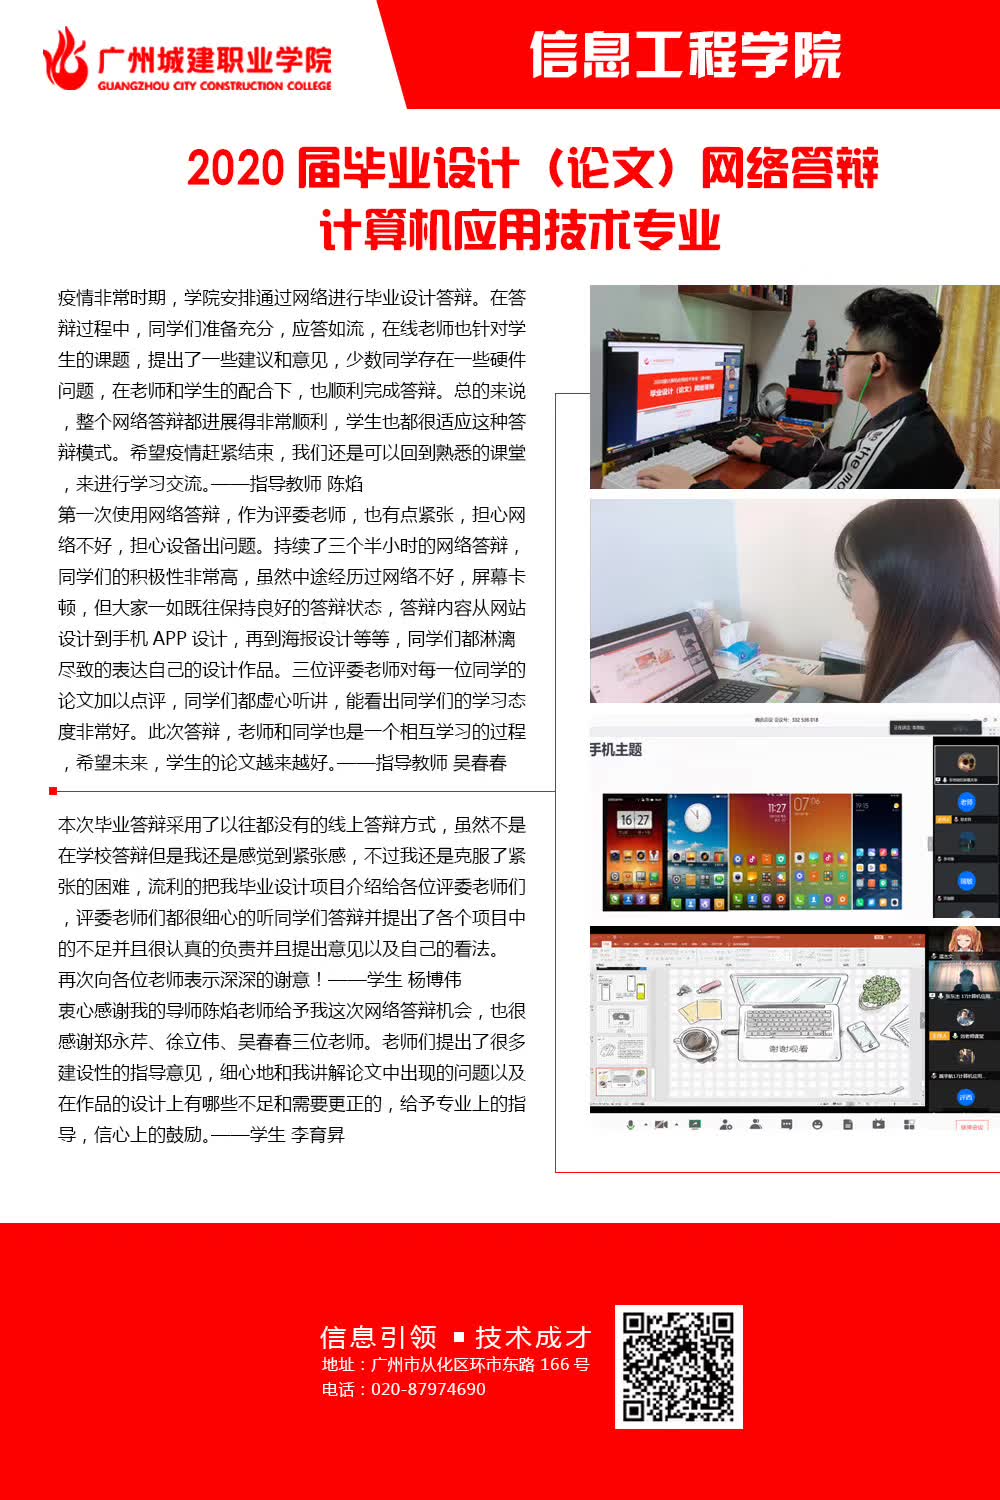 广州城建职业学院
GUANGZHOU CITY CONSTRUCTION COLLEGE
信息工程学院
2020 届毕业设计（论文）网络答辩
计算机应用技术专业
疫情非常时期，学院安排通过网络进行毕业设计答辩。在答
辩过程中，同学们准备充分，应答如流，在线老师也针对学
生的课题，提出了一些建议和意见，少数同学存在一些硬件
问题，在老师和学生的配合下，也顺利完成答辩。总的来说
，整个网络答辩都进展得非常顺利，学生也都很适应这种答
辩模式。希望疫情赶紧结束，我们还是可以回到熟悉的课堂
，来进行学习交流。——指导教师 陈焰
第一次使用网络答辩，作为评委老师，也有点紧张，担心网
络不好，担心设备出问题。持续了三个半小时的网络答辩，
同学们的积极性非常高，虽然中途经历过网络不好，屏幕卡
顿，但大家一如既往保持良好的答辩状态，答辩内容从网站
设计到手机 APP 设计，再到海报设计等等，同学们都淋漓
尽致的表达自己的设计作品。三位评委老师对每一位同学的
论文加以点评，同学们都虚心听讲，能看出同学们的学习态
度非常好。此次答辩，老师和同学也是一个相互学习的过程
，希望未来，学生的论文越来越好。——指导教师 吴春春
本次毕业答辩采用了以往都没有的线上答辩方式，虽然不是
在学校答辩但是我还是感觉到紧张感，不过我还是克服了紧
张的困难，流利的把我毕业设计项目介绍给各位评委老师们
，评委老师们都很细心的听同学们答辩并提出了各个项目中
的不足并且很认真的负责并且提出意见以及自己的看法。
再次向各位老师表示深深的谢意！——学生 杨博伟
衷心感谢我的导师陈焰老师给予我这次网络答辩机会，也很
感谢郑永芹、徐立伟、吴春春三位老师。老师们提出了很多
建设性的指导意见，细心地和我讲解论文中出现的问题以及
在作品的设计上有哪些不足和需要更正的，给予专业上的指
导，信心上的鼓励。——学生 李育昇
毕业设计（论文）网络答辩
手机主题
16 27
11:27
07 06
19:15
老师
谢谢观看
信息引领 ▪ 技术成才
地址：广州市从化区环市东路 166 号
电话：020-87974690